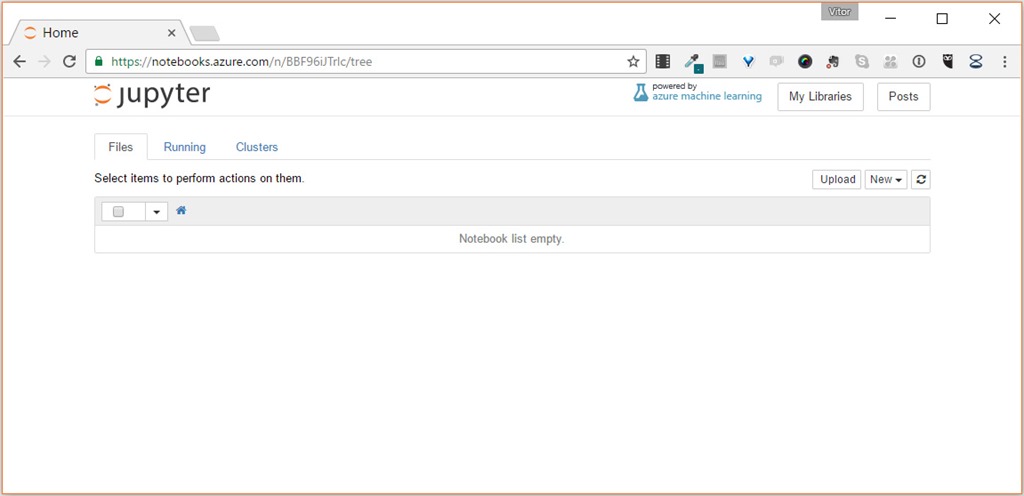 Vitor
Home
https://notebooks.azure.com/n/BBF96iJTrlc/tree
jupyter
powered by
azure machine learning
My Libraries
Posts
Files
Running
Clusters
Select items to perform actions on them.
Upload
New
Notebook list empty.